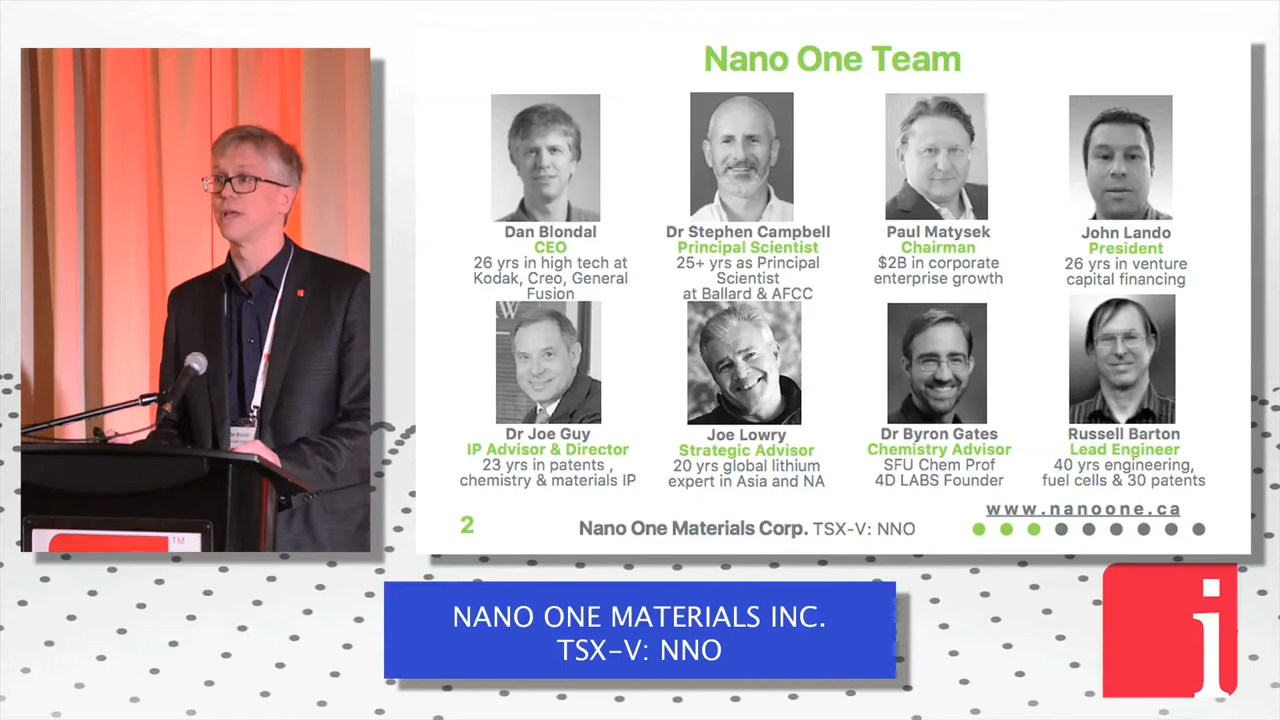 Nano One Team
Dan Blondal
CEO
26 yrs in high tech at
Kodak, Creo, General
Fusion
Dr Stephen Campbell
Principal Scientist
25+ yrs as Principal
Scientist
at Ballard & AFCC
Paul Matysek
Chairman
$2B in corporate
enterprise growth
John Lando
President
26 yrs in venture
capital financing
Dr Joe Guy
IP Advisor & Director
23 yrs in patents ,
chemistry & materials IP
Joe Lowry
Strategic Advisor
20 yrs global lithium
expert in Asia and NA
Dr Byron Gates
Chemistry Advisor
SFU Chem Prof
4D LABS Founder
Russell Barton
Lead Engineer
40 yrs engineering,
fuel cells & 30 patents
www.nanoone.ca
2
Nano One Materials Corp. TSX-V: NNO
TM
NANO ONE MATERIALS INC.
TSX-V: NNO
i